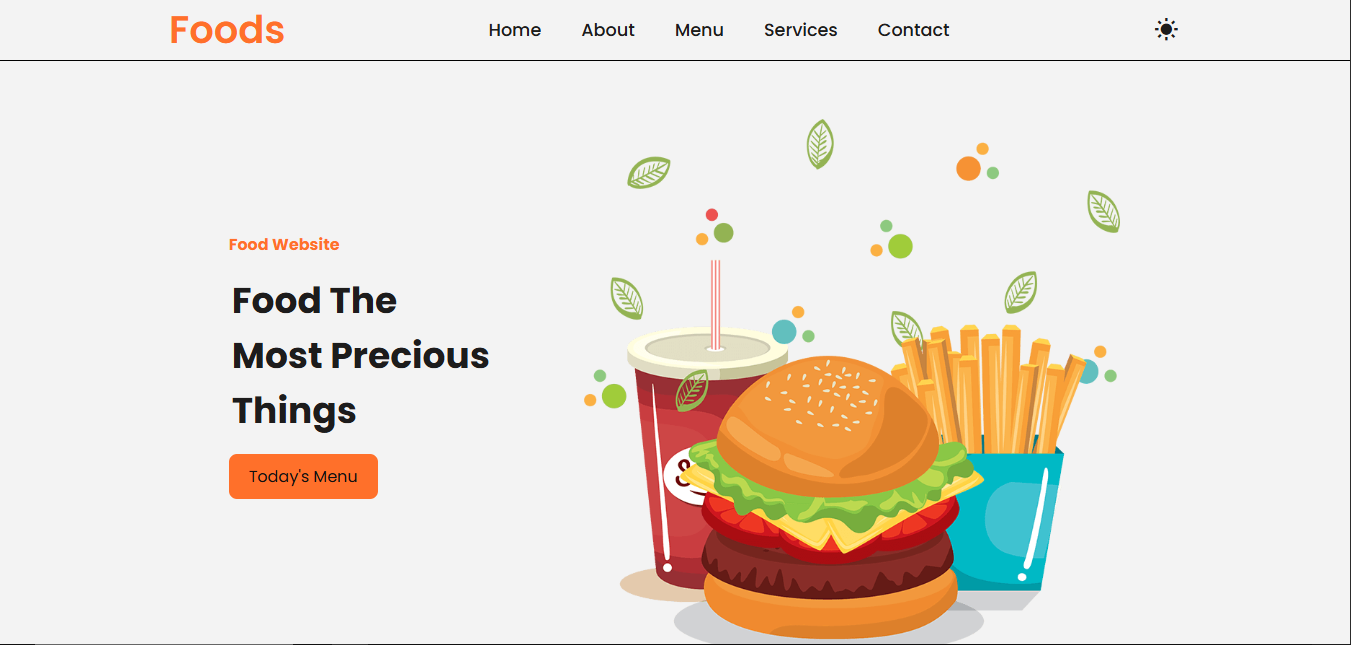 Foods
Home About Menu Services Contact
Food Website
Food The
Most Precious
Things
Today's Menu